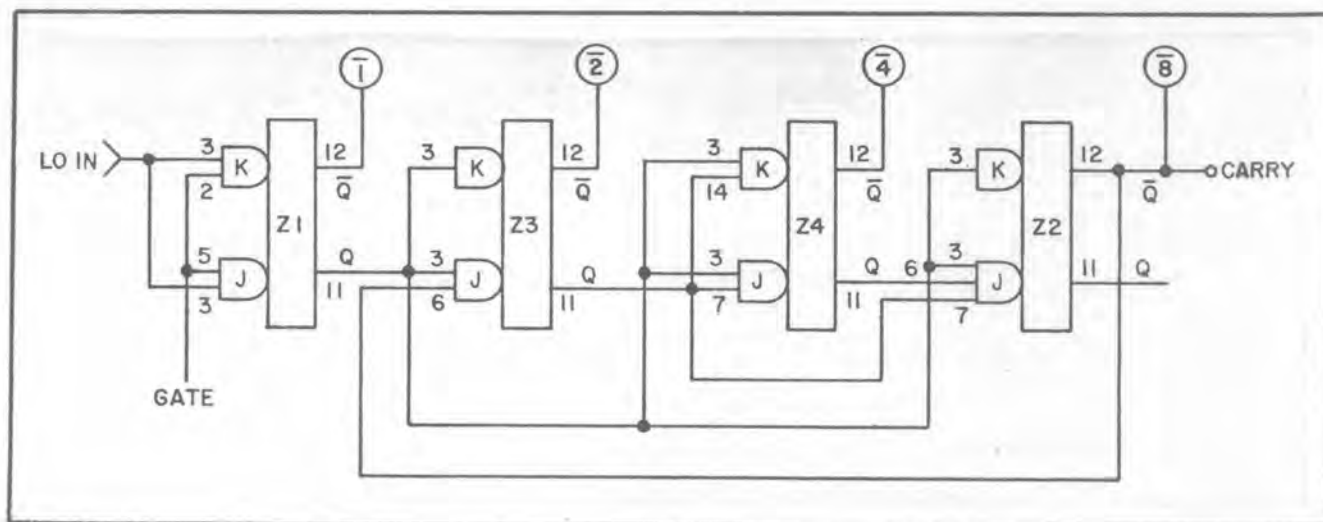 1̅ 2̅ 4̅ 8̅
LO IN 3 K 12 3 K 12 3 K 12 3 K 12 CARRY
2 Q̅ Q̅ 14 Q̅ Q̅
Z1 Z3 Z4 Z2
5 J Q 3 J Q 3 J Q 6 3 J 11 Q
3 11 6 11 7 11 7
GATE